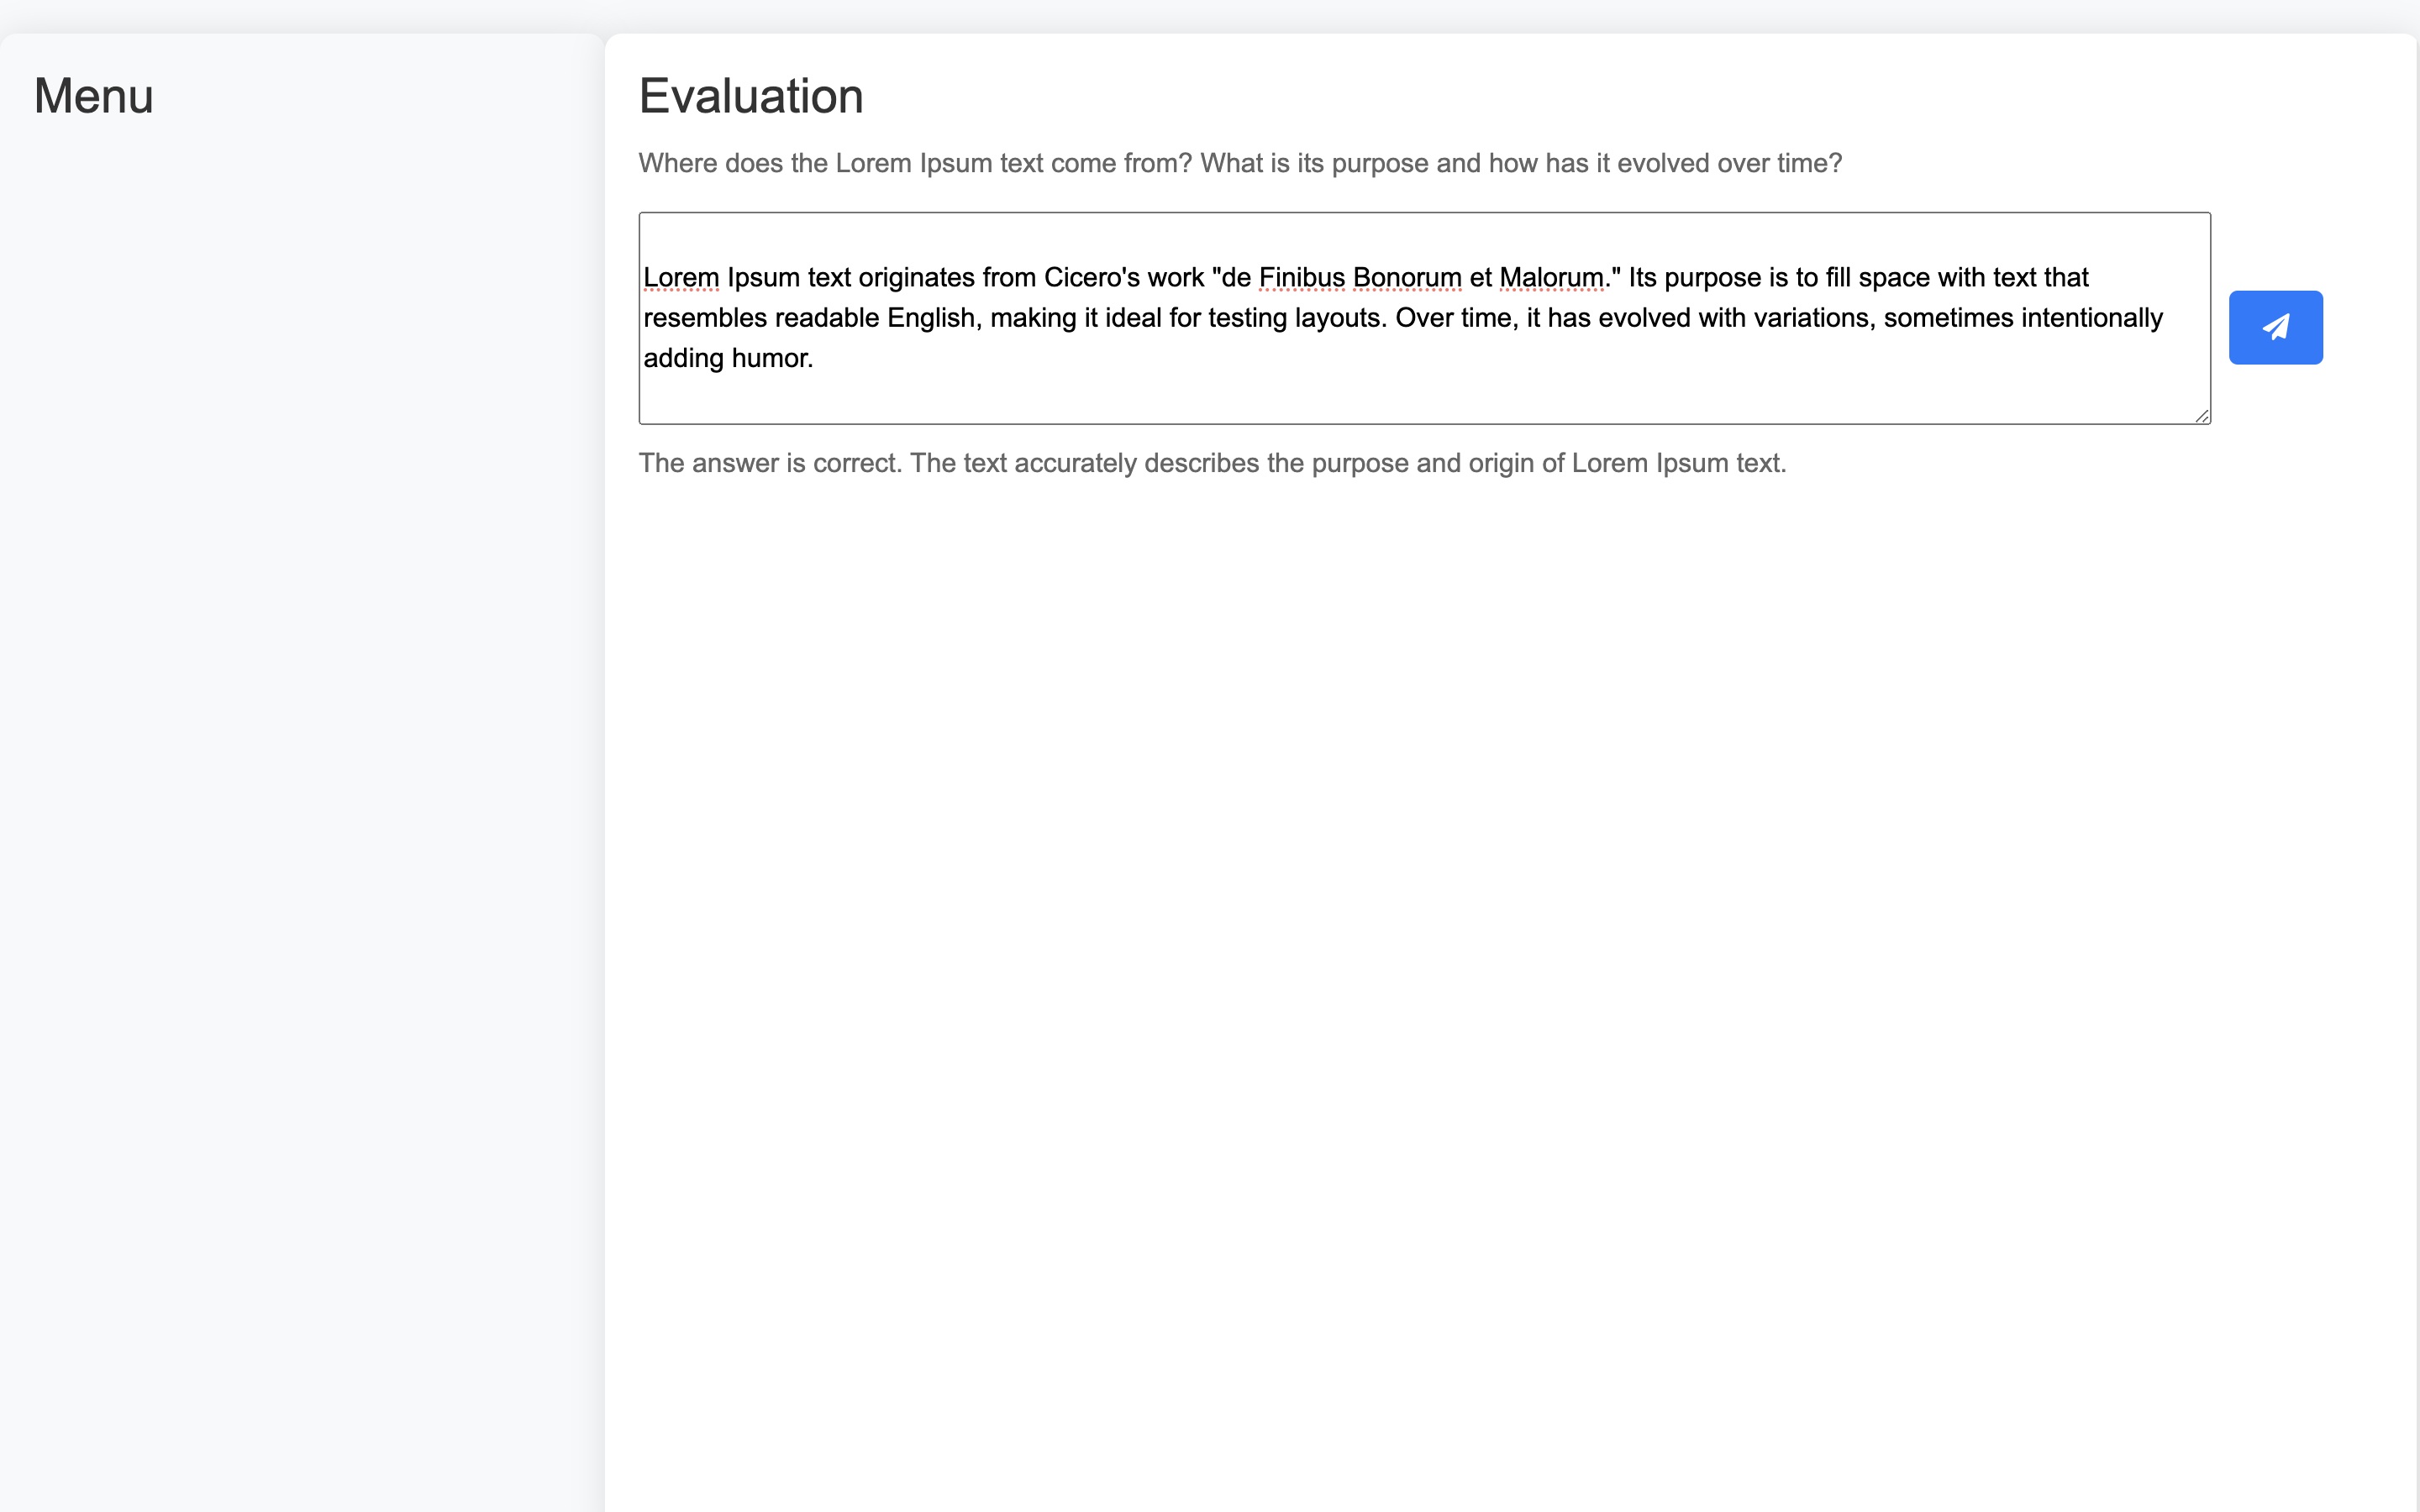 Menu
Evaluation
Where does the Lorem Ipsum text come from? What is its purpose and how has it evolved over time?
Lorem Ipsum text originates from Cicero's work "de Finibus Bonorum et Malorum." Its purpose is to fill space with text that
resembles readable English, making it ideal for testing layouts. Over time, it has evolved with variations, sometimes intentionally
adding humor.
The answer is correct. The text accurately describes the purpose and origin of Lorem Ipsum text.